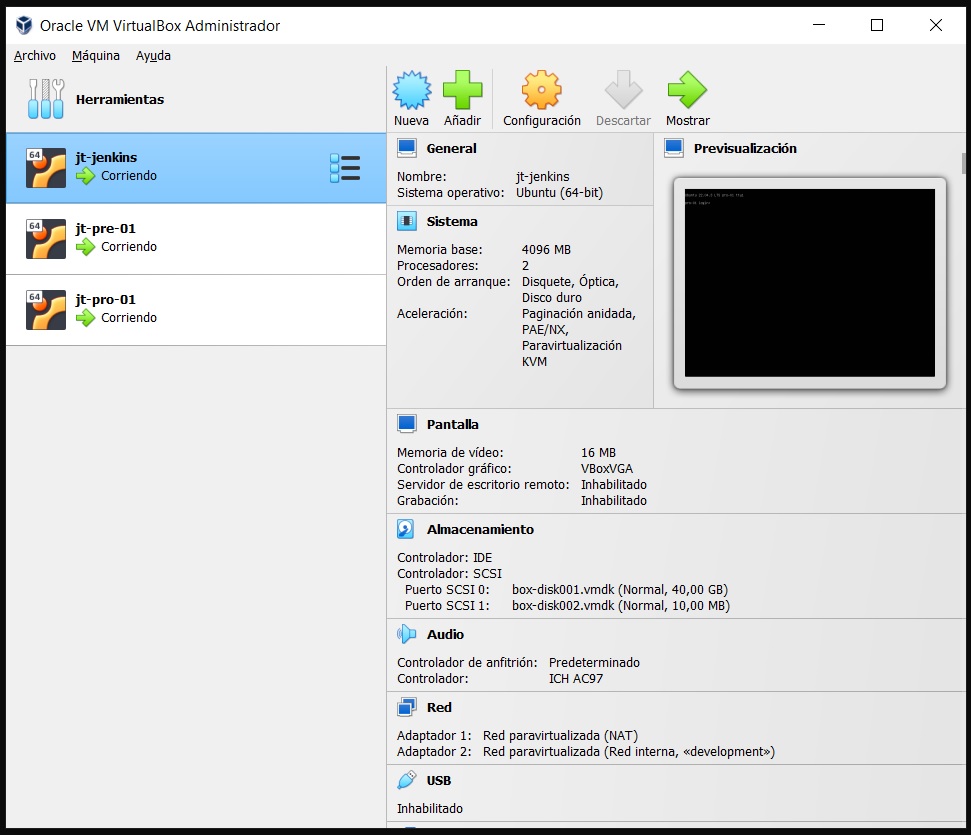 Oracle VM VirtualBox Administrador
Archivo Máquina Ayuda
Herramientas
Nueva Añadir Configuración Descartar Mostrar
64
jt-jenkins
Corriendo
64
jt-pre-01
Corriendo
64
jt-pro-01
Corriendo
General
Nombre: jt-jenkins
Sistema operativo: Ubuntu (64-bit)
Sistema
Memoria base: 4096 MB
Procesadores: 2
Orden de arranque: Disquete, Óptica,
Disco duro
Aceleración: Paginación anidada,
PAE/NX,
Paravirtualización
KVM
Previsualización
Pantalla
Memoria de vídeo: 16 MB
Controlador gráfico: VBoxVGA
Servidor de escritorio remoto: Inhabilitado
Grabación: Inhabilitado
Almacenamiento
Controlador: IDE
Controlador: SCSI
Puerto SCSI 0: box-disk001.vmdk (Normal, 40,00 GB)
Puerto SCSI 1: box-disk002.vmdk (Normal, 10,00 MB)
Audio
Controlador de anfitrión: Predeterminado
Controlador: ICH AC97
Red
Adaptador 1: Red paravirtualizada (NAT)
Adaptador 2: Red paravirtualizada (Red interna, «development»)
USB
Inhabilitado